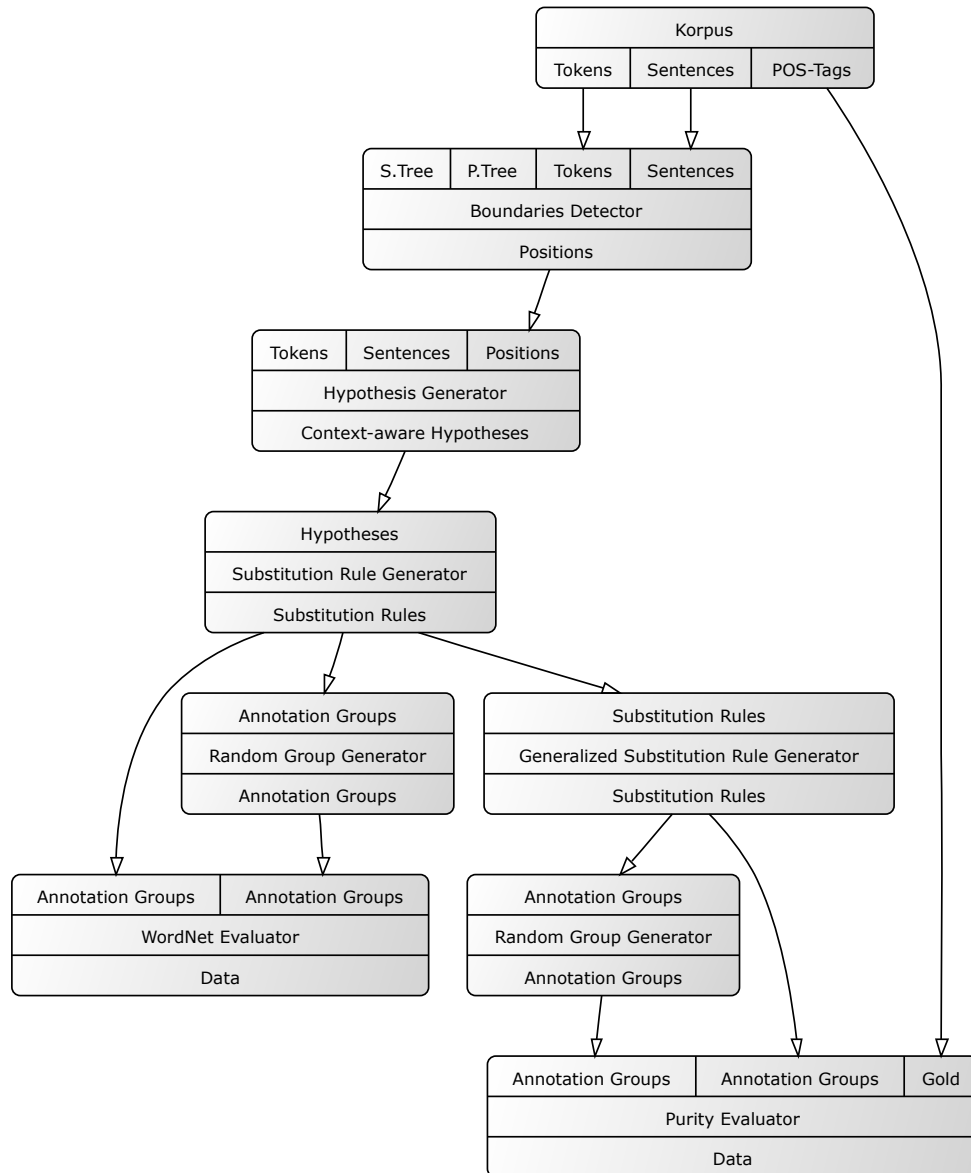 Korpus
Tokens Sentences POS-Tags
S.Tree P.Tree Tokens Sentences
Boundaries Detector
Positions
Tokens Sentences Positions
Hypothesis Generator
Context-aware Hypotheses
Hypotheses
Substitution Rule Generator
Substitution Rules
Annotation Groups
Random Group Generator
Annotation Groups
Substitution Rules
Generalized Substitution Rule Generator
Substitution Rules
Annotation Groups Annotation Groups
WordNet Evaluator
Data
Annotation Groups
Random Group Generator
Annotation Groups
Annotation Groups Annotation Groups Gold
Purity Evaluator
Data